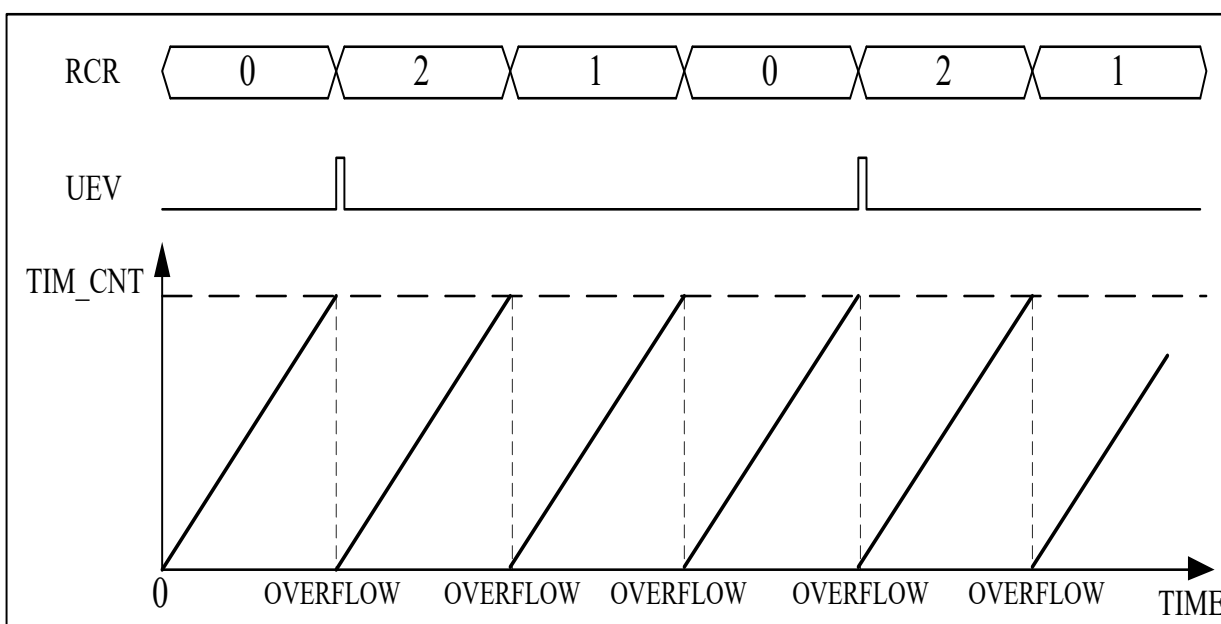 RCR 0 2 1 0 2 1
UEV
TIM_CNT
0 OVERFLOW OVERFLOW OVERFLOW OVERFLOW OVERFLOW TIME